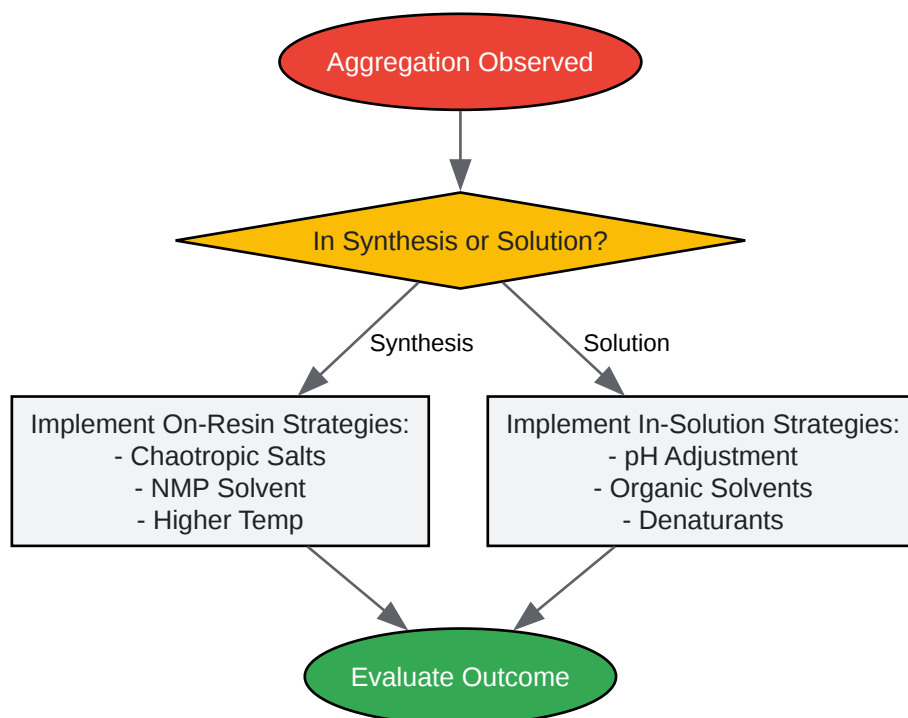 Aggregation Observed
In Synthesis or Solution?
Synthesis
Solution
Implement On-Resin Strategies:
- Chaotropic Salts
- NMP Solvent
- Higher Temp
Implement In-Solution Strategies:
- pH Adjustment
- Organic Solvents
- Denaturants
Evaluate Outcome